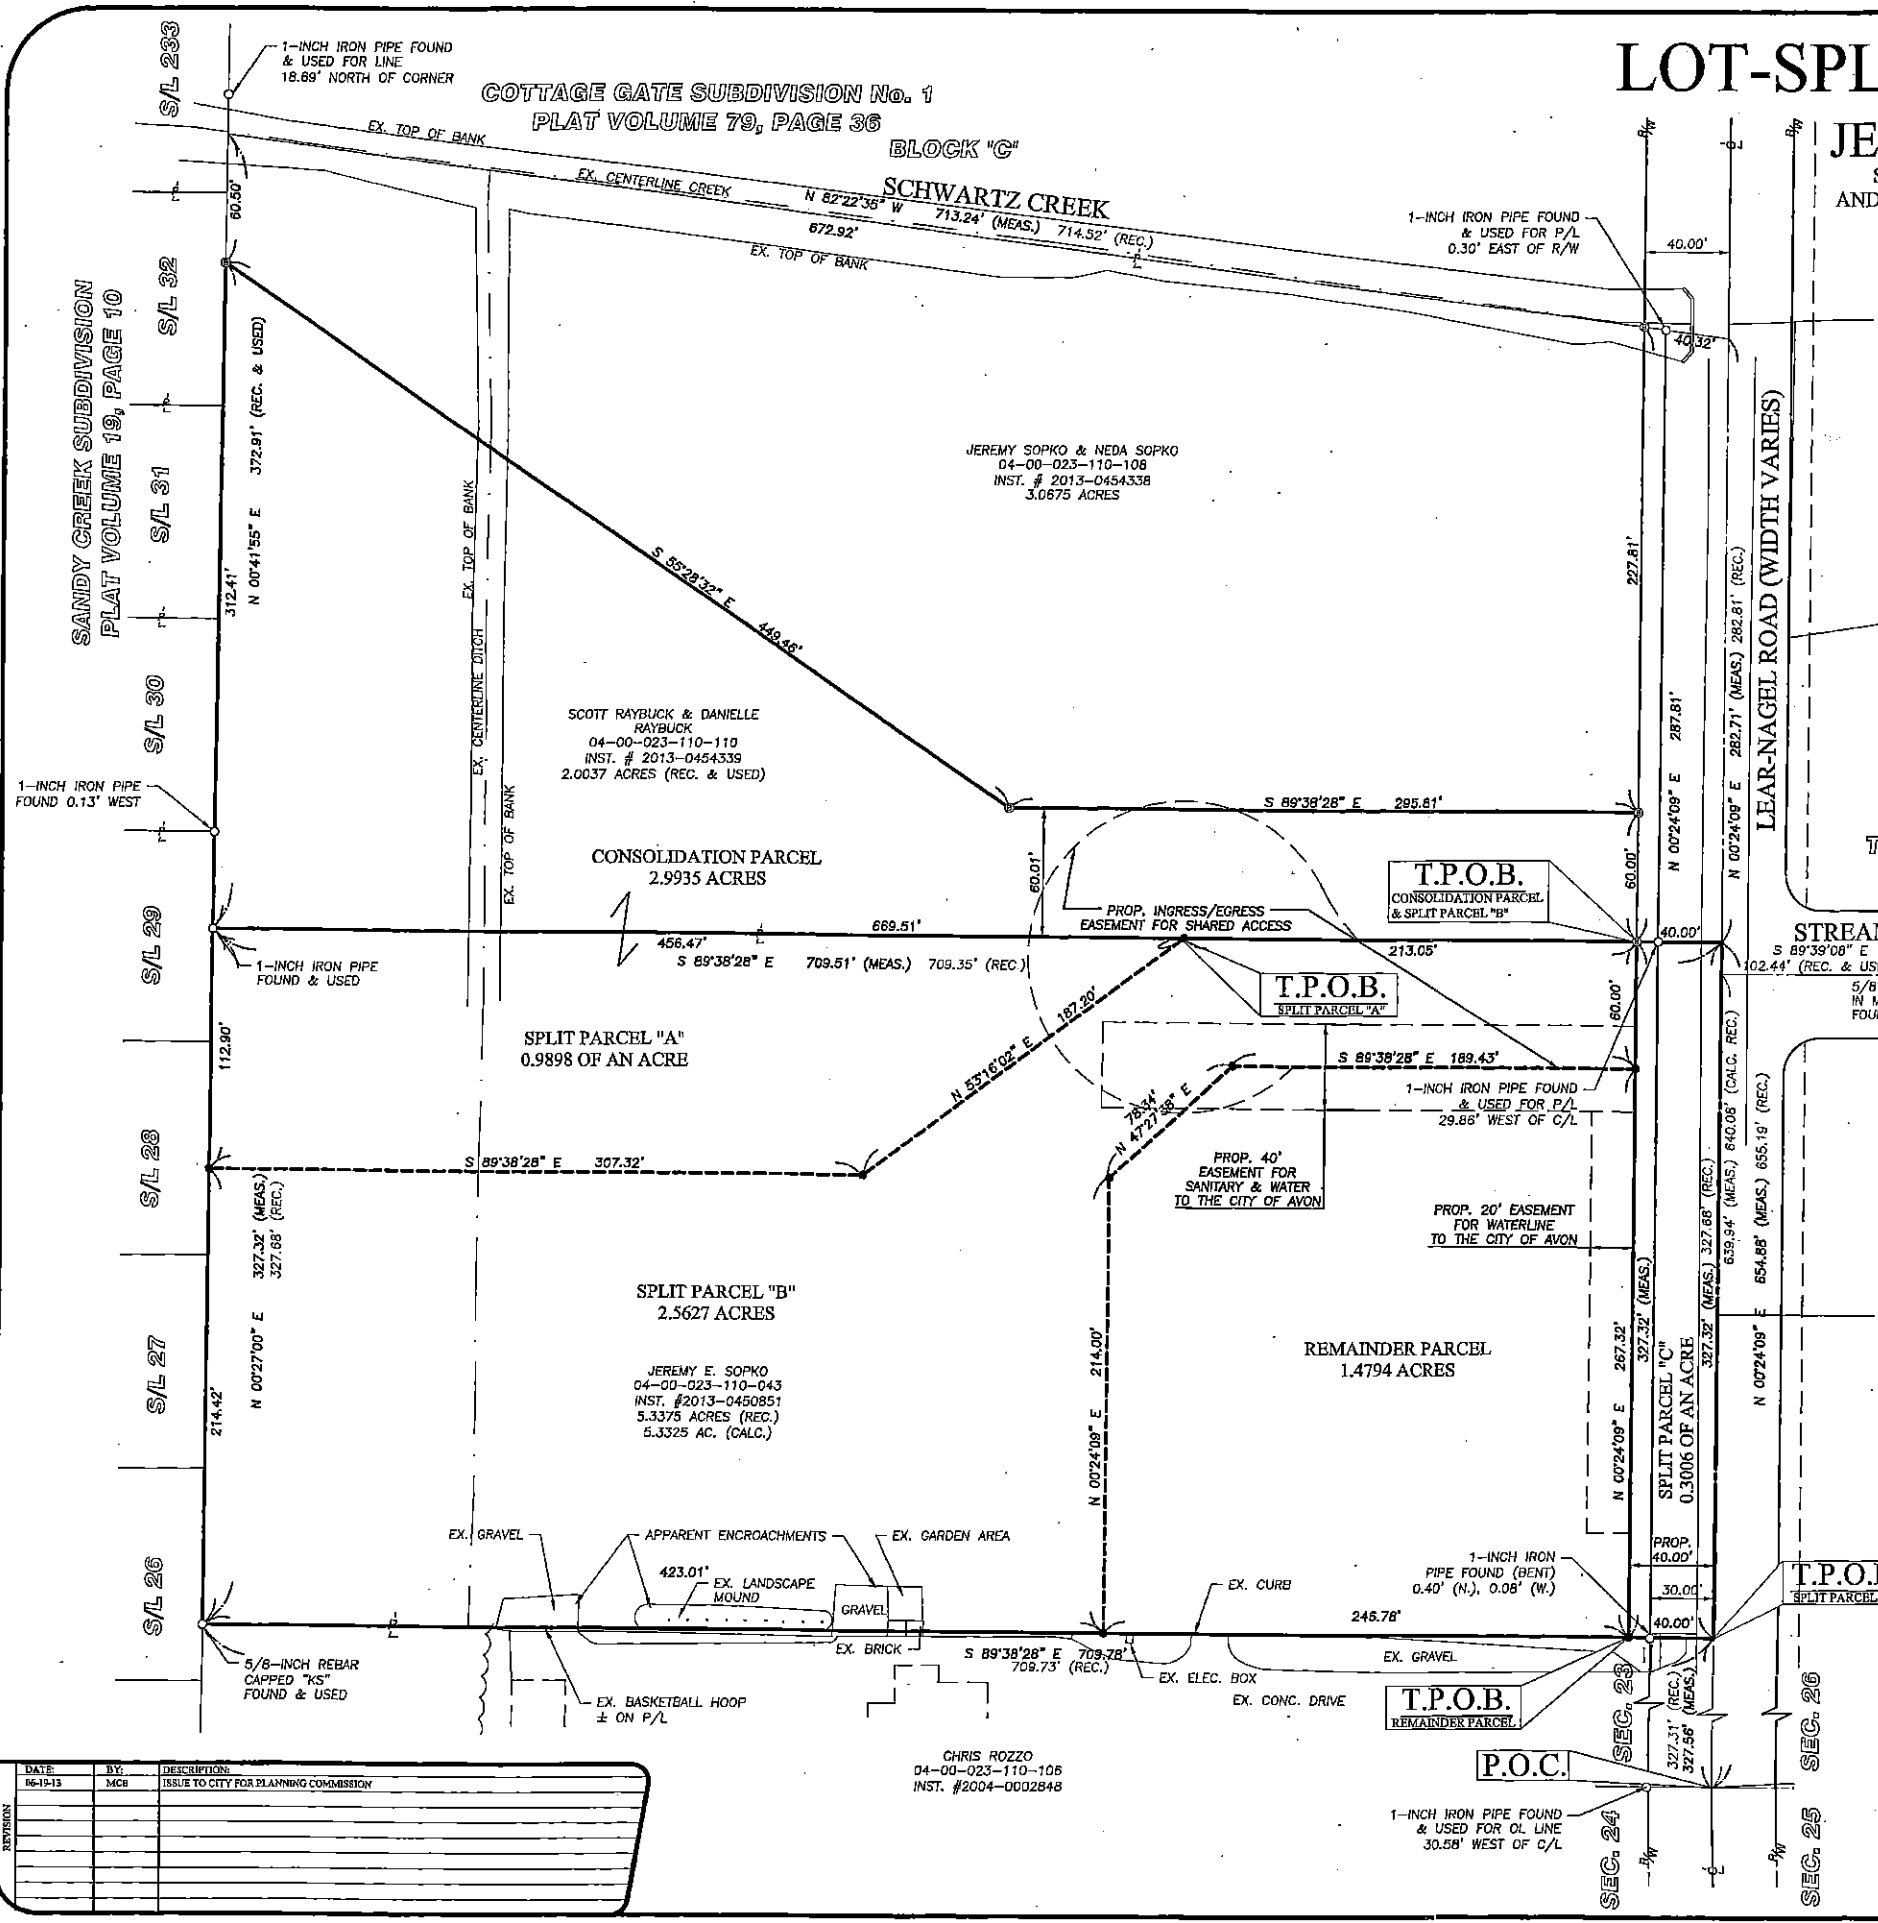 LOT-SPL
JE
S
AND
S/L 233
1-INCH IRON PIPE FOUND
& USED FOR LINE
18.69' NORTH OF CORNER
COTTAGE GATE SUBDIVISION No. 1
PLAT VOLUME 79, PAGE 36
BLOCK "C"
EX. TOP OF BANK
EX. CENTERLINE CREEK
SCHWARTZ CREEK
N 82°22'35" W 713.24' (MEAS.) 714.52' (REC.)
672.92'
EX. TOP OF BANK
1-INCH IRON PIPE FOUND
& USED FOR P/L
0.30' EAST OF R/W
R/W
R/W
40.00'
40.32'
60.50'
SANDY CREEK SUBDIVISION
PLAT VOLUME 19, PAGE 10
S/L 32
S/L 31
S/L 30
S/L 29
S/L 28
S/L 27
S/L 26
312.41'
N 00°41'55" E 372.91' (REC. & USED)
EX. TOP OF BANK
EX. CENTERLINE DITCH
EX. TOP OF BANK
S 55°28'32" E
449.46'
JEREMY SOPKO & NEDA SOPKO
04-00-023-110-108
INST. # 2013-0454338
3.0675 ACRES
227.81'
N 00°24'09" E 287.81'
N 00°24'09" E 282.71' (MEAS.) 282.81' (REC.)
LEAR-NAGEL ROAD (WIDTH VARIES)
SCOTT RAYBUCK & DANIELLE
RAYBUCK
04-00-023-110-110
INST. # 2013-0454339
2.0037 ACRES (REC. & USED)
1-INCH IRON PIPE
FOUND 0.13' WEST
S 89°38'28" E 295.81'
CONSOLIDATION PARCEL
2.9935 ACRES
60.01'
60.00'
T.P.O.B.
CONSOLIDATION PARCEL
& SPLIT PARCEL "B"
PROP. INGRESS/EGRESS
EASEMENT FOR SHARED ACCESS
669.51'
456.47'
213.05'
40.00'
S 89°38'28" E 709.51' (MEAS.) 709.35' (REC.)
1-INCH IRON PIPE
FOUND & USED
STREA
S 89°39'08" E
102.44' (REC. & US
5/8
IN M
FOU
T.P.O.B.
SPLIT PARCEL "A"
60.00'
SPLIT PARCEL "A"
0.9898 OF AN ACRE
112.90'
N 53°16'02" E 187.20'
78.34'
N 47°27'38" E
S 89°38'28" E 189.43'
1-INCH IRON PIPE FOUND
& USED FOR P/L
29.86' WEST OF C/L
S 89°38'28" E 307.32'
PROP. 40'
EASEMENT FOR
SANITARY & WATER
TO THE CITY OF AVON
PROP. 20' EASEMENT
FOR WATERLINE
TO THE CITY OF AVON
N 00°27'00" E 327.32' (MEAS.)
327.68' (REC.)
214.42'
SPLIT PARCEL "B"
2.5627 ACRES
JEREMY E. SOPKO
04-00-023-110-043
INST. #2013-0450851
5.3375 ACRES (REC.)
5.3325 AC. (CALC.)
N 00°24'09" E 214.00'
REMAINDER PARCEL
1.4794 ACRES
N 00°24'09" E 267.32'
327.32' (MEAS.)
SPLIT PARCEL "C"
0.3006 OF AN ACRE
327.32' (MEAS.) 327.68' (REC.)
639.94' (MEAS.) 640.08' (CALC. REC.)
N 00°24'09" E 654.88' (MEAS.) 655.19' (REC.)
EX. GRAVEL
APPARENT ENCROACHMENTS
EX. GARDEN AREA
423.01'
EX. LANDSCAPE
MOUND
GRAVEL
EX. BRICK
EX. CURB
1-INCH IRON
PIPE FOUND (BENT)
0.40' (N.), 0.08' (W.)
PROP.
40.00'
30.00'
40.00'
T.P.O.
SPLIT PARCEL
246.78'
S 89°38'28" E 709.78'
709.73' (REC.)
EX. GRAVEL
EX. ELEC. BOX
EX. CONC. DRIVE
5/8-INCH REBAR
CAPPED "KS"
FOUND & USED
EX. BASKETBALL HOOP
± ON P/L
T.P.O.B.
REMAINDER PARCEL
SEC. 23
327.31' (REC.)
327.56' (MEAS.)
SEC. 26
CHRIS ROZZO
04-00-023-110-106
INST. #2004-0002848
P.O.C.
1-INCH IRON PIPE FOUND
& USED FOR OL LINE
30.58' WEST OF C/L
SEC. 24
R/W
R/W
SEC. 25
REVISION
DATE: BY: DESCRIPTION:
06-19-13 MCB ISSUE TO CITY FOR PLANNING COMMISSION